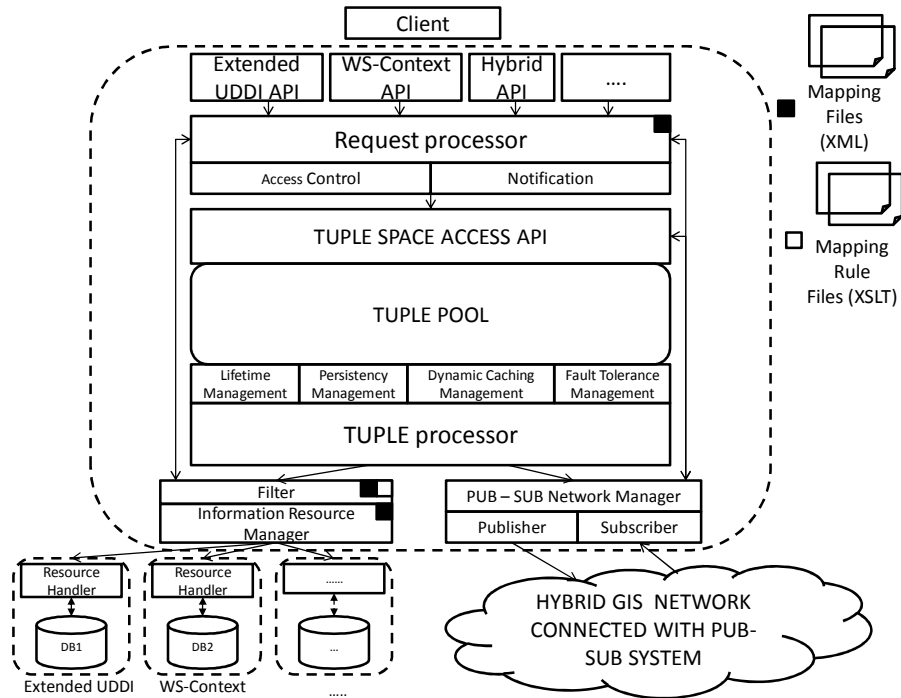 Client
Extended
UDDI API
WS-Context
API
Hybrid
API
....
Mapping
Files
(XML)
Request processor
Access Control
Notification
TUPLE SPACE ACCESS API
Mapping
Rule
Files (XSLT)
TUPLE POOL
Lifetime
Management
Persistency
Management
Dynamic Caching
Management
Fault Tolerance
Management
TUPLE processor
Filter
Information Resource
Manager
PUB – SUB Network Manager
Publisher
Subscriber
Resource
Handler
Resource
Handler
......
DB1
DB2
...
Extended UDDI
WS-Context
.....
HYBRID GIS NETWORK
CONNECTED WITH PUB-
SUB SYSTEM